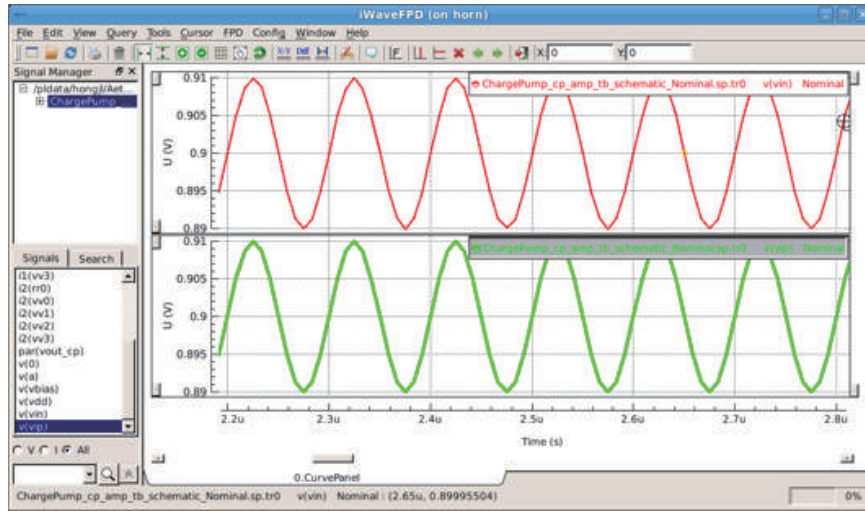 iWaveFPD (on horn)
File Edit View Query Tools Cursor FPD Config Window Help
X: 0 Y: 0
Signal Manager
/pldata/hongj/Aet...
ChargePump
Signals Search
i1(vv3)
i2(rr0)
i2(vv0)
i2(vv1)
i2(vv2)
i2(vv3)
par(vout_cp)
v(0)
v(a)
v(vbias)
v(vdd)
v(vin)
v(vip)
V I All
ChargePump_cp_amp_tb_schematic_Nominal.sp.tr0 v(vin) Nominal
0.91
0.905
0.9
0.895
0.89
U (V)
ChargePump_cp_amp_tb_schematic_Nominal.sp.tr0 v(vip) Nominal
0.91
0.905
0.9
0.895
0.89
U (V)
2.2u 2.3u 2.4u 2.5u 2.6u 2.7u 2.8u
Time (s)
0.CurvePanel
ChargePump_cp_amp_tb_schematic_Nominal.sp.tr0 v(vin) Nominal : (2.65u, 0.89995504)
0%